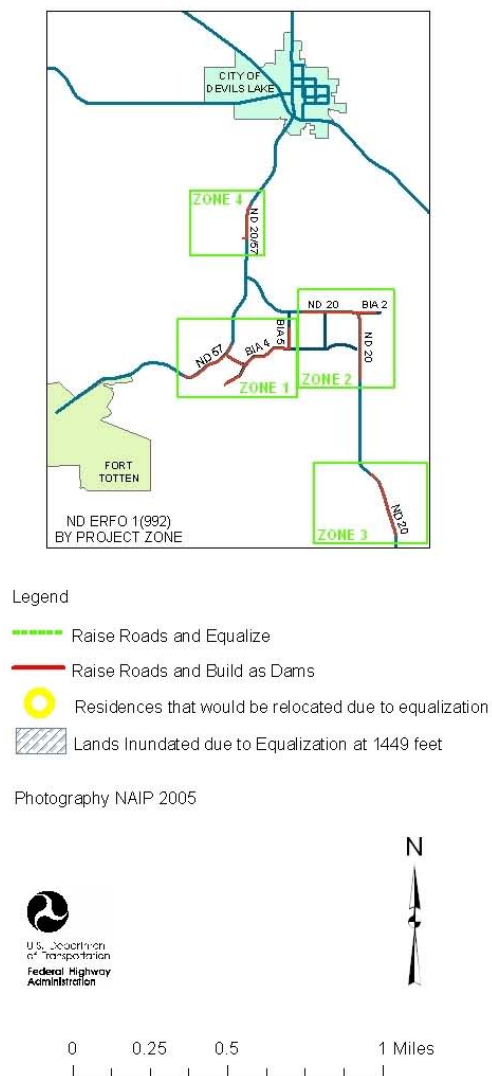 CITY OF
DEVILS LAKE
ZONE 4
ND 20/57
ND 20
BIA 2
BIA 5
ND 57
BIA 4
ND 20
ZONE 1
ZONE 2
FORT
TOTTEN
ND 20
ND ERFO 1(992)
BY PROJECT ZONE
ZONE 3
Legend
Raise Roads and Equalize
Raise Roads and Build as Dams
Residences that would be relocated due to equalization
Lands Inundated due to Equalization at 1449 feet
Photography NAIP 2005
N
U.S.
of Transportation
Federal Highway
Administration
0 0.25 0.5 1 Miles